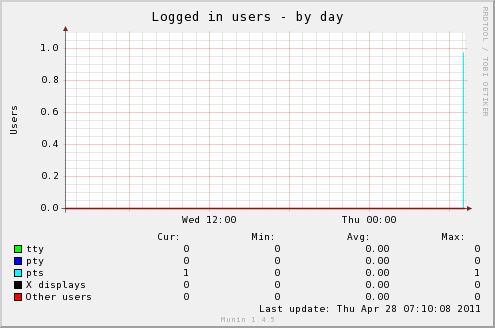 Logged in users - by day
RRDTOOL / TOBI OETIKER
Users
1.0
0.8
0.6
0.4
0.2
0.0
Wed 12:00 Thu 00:00
Cur: Min: Avg: Max:
tty 0 0 0.00 0
pty 0 0 0.00 0
pts 1 0 0.00 1
X displays 0 0 0.00 0
Other users 0 0 0.00 0
Last update: Thu Apr 28 07:10:08 2011
Munin 1.4.5